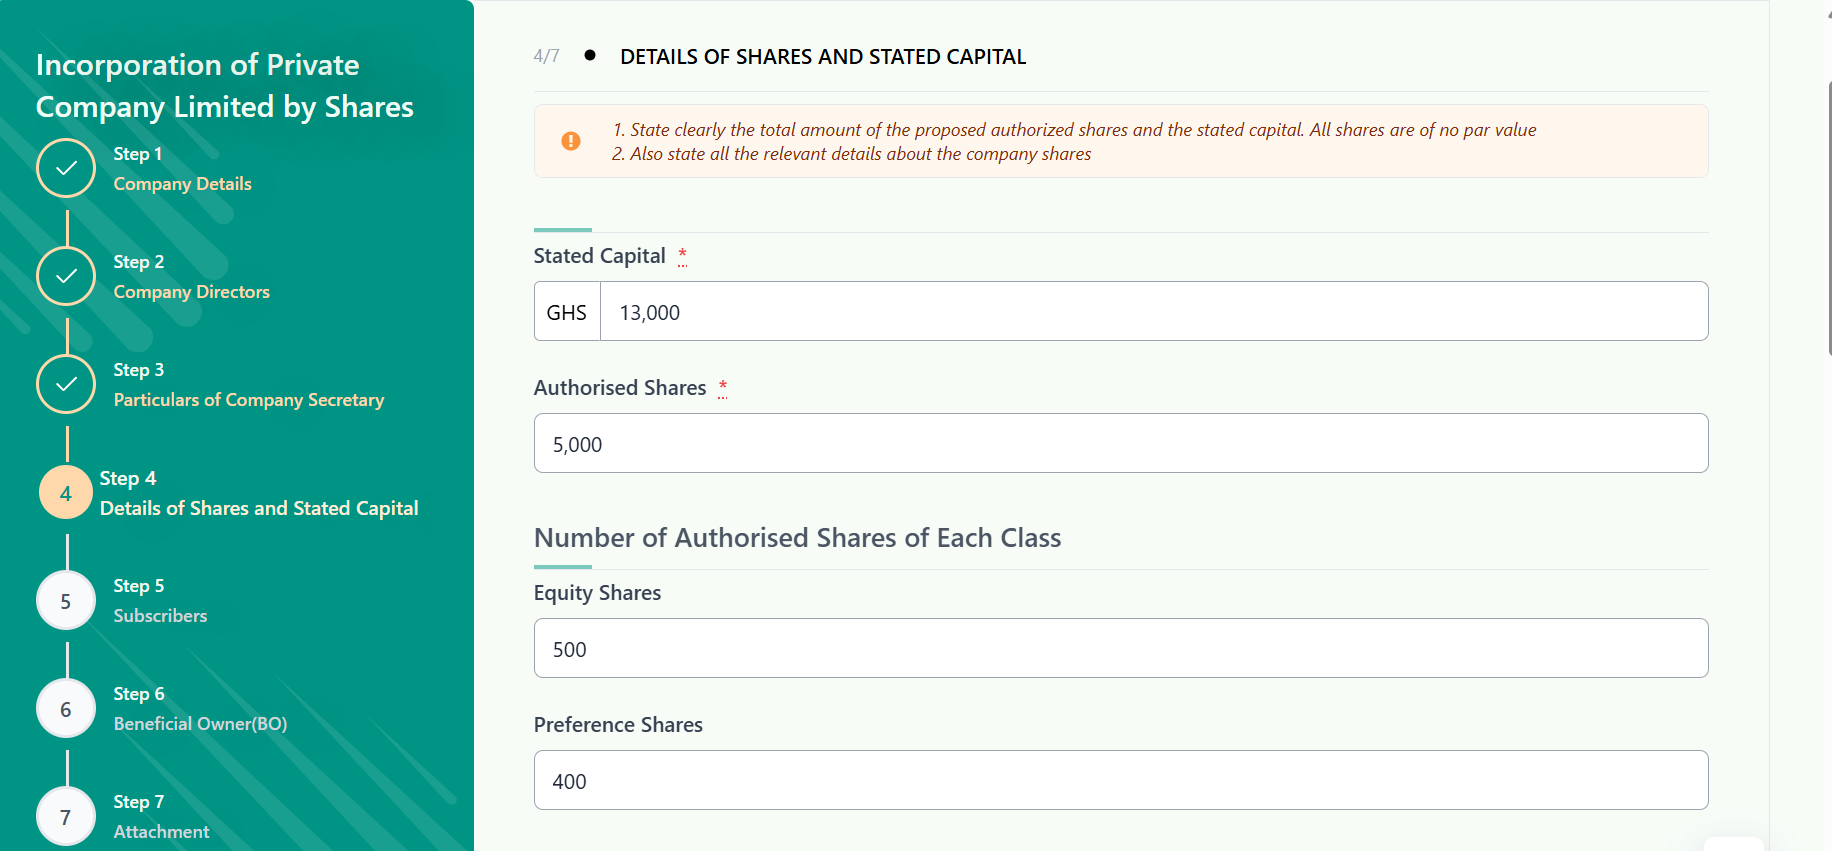 Incorporation of Private
Company Limited by Shares
Step 1
Company Details
Step 2
Company Directors
Step 3
Particulars of Company Secretary
4
Step 4
Details of Shares and Stated Capital
5
Step 5
Subscribers
6
Step 6
Beneficial Owner(BO)
7
Step 7
Attachment
4/7 ● DETAILS OF SHARES AND STATED CAPITAL
1. State clearly the total amount of the proposed authorized shares and the stated capital. All shares are of no par value
2. Also state all the relevant details about the company shares
Stated Capital *
GHS 13,000
Authorised Shares *
5,000
Number of Authorised Shares of Each Class
Equity Shares
500
Preference Shares
400